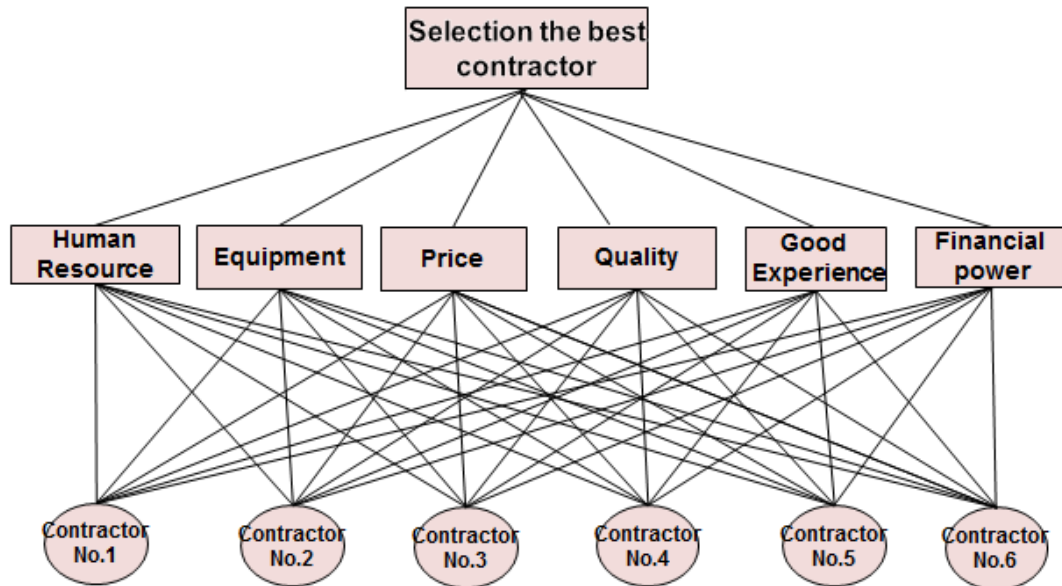 Selection the best
contractor
Human
Resource
Equipment
Price
Quality
Good
Experience
Financial
power
Contractor
No.1
Contractor
No.2
Contractor
No.3
Contractor
No.4
Contractor
No.5
Contractor
No.6